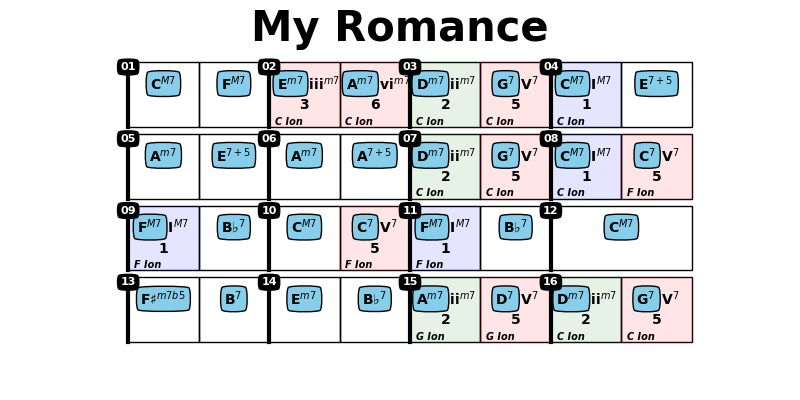 My Romance
01 02 03 04
C^M7 F^M7 E^m7 iii^m7 A^m7 vi^m7 D^m7 ii^m7 G^7 V^7 C^M7 I^M7 E^7+5
3 6 2 5 1
C Ion C Ion C Ion C Ion C Ion
05 06 07 08
A^m7 E^7+5 A^m7 A^7+5 D^m7 ii^m7 G^7 V^7 C^M7 I^M7 C^7 V^7
2 5 1 5
C Ion C Ion C Ion F Ion
09 10 11 12
F^M7 I^M7 B♭^7 C^M7 C^7 V^7 F^M7 I^M7 B♭^7 C^M7
1 5 1
F Ion F Ion F Ion
13 14 15 16
F♯^m7b5 B^7 E^m7 B♭^7 A^m7 ii^m7 D^7 V^7 D^m7 ii^m7 G^7 V^7
2 5 2 5
G Ion G Ion C Ion C Ion